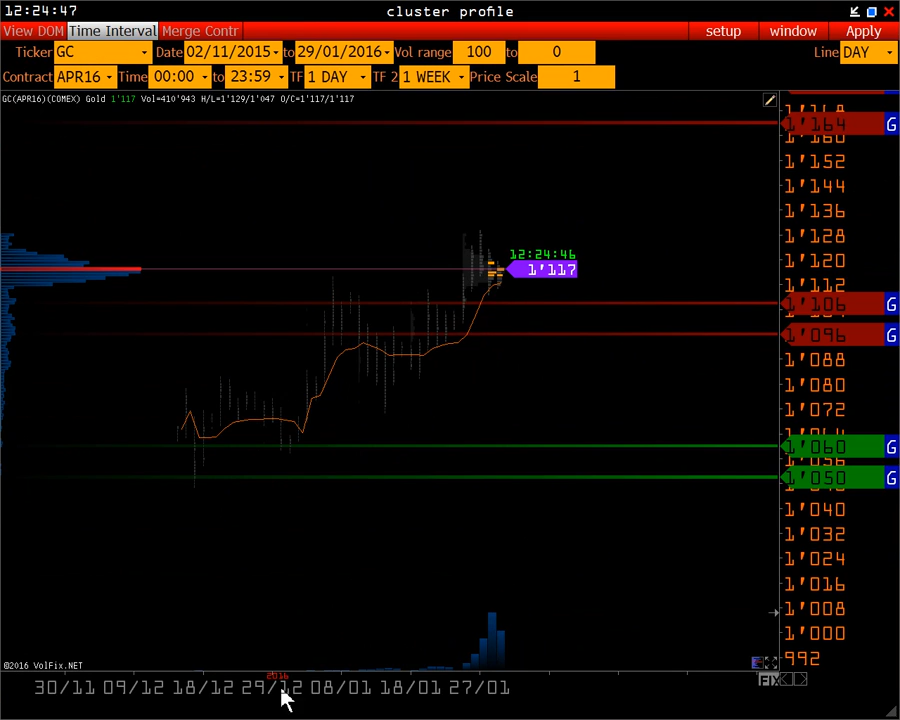 12:24:47 cluster profile
View DOM Time Interval Merge Contr setup window Apply
Ticker GC Date 02/11/2015 to 29/01/2016 Vol range 100 to 0 Line DAY
Contract APR16 Time 00:00 to 23:59 TF 1 DAY TF 2 1 WEEK Price Scale 1
GC(APR16)(COMEX) Gold 1'117 Vol=410'943 H/L=1'129/1'047 O/C=1'117/1'117
1'168
1'164 G
1'160
1'152
1'144
1'136
1'128
12:24:46
1'120
1'117
1'112
1'106 G
1'096 G
1'088
1'080
1'072
1'060 G
1'056
1'050 G
1'040
1'032
1'024
1'016
1'008
1'000
992
©2016 VolFix.NET
2016
FIX
30/11 09/12 18/12 29/12 08/01 18/01 27/01